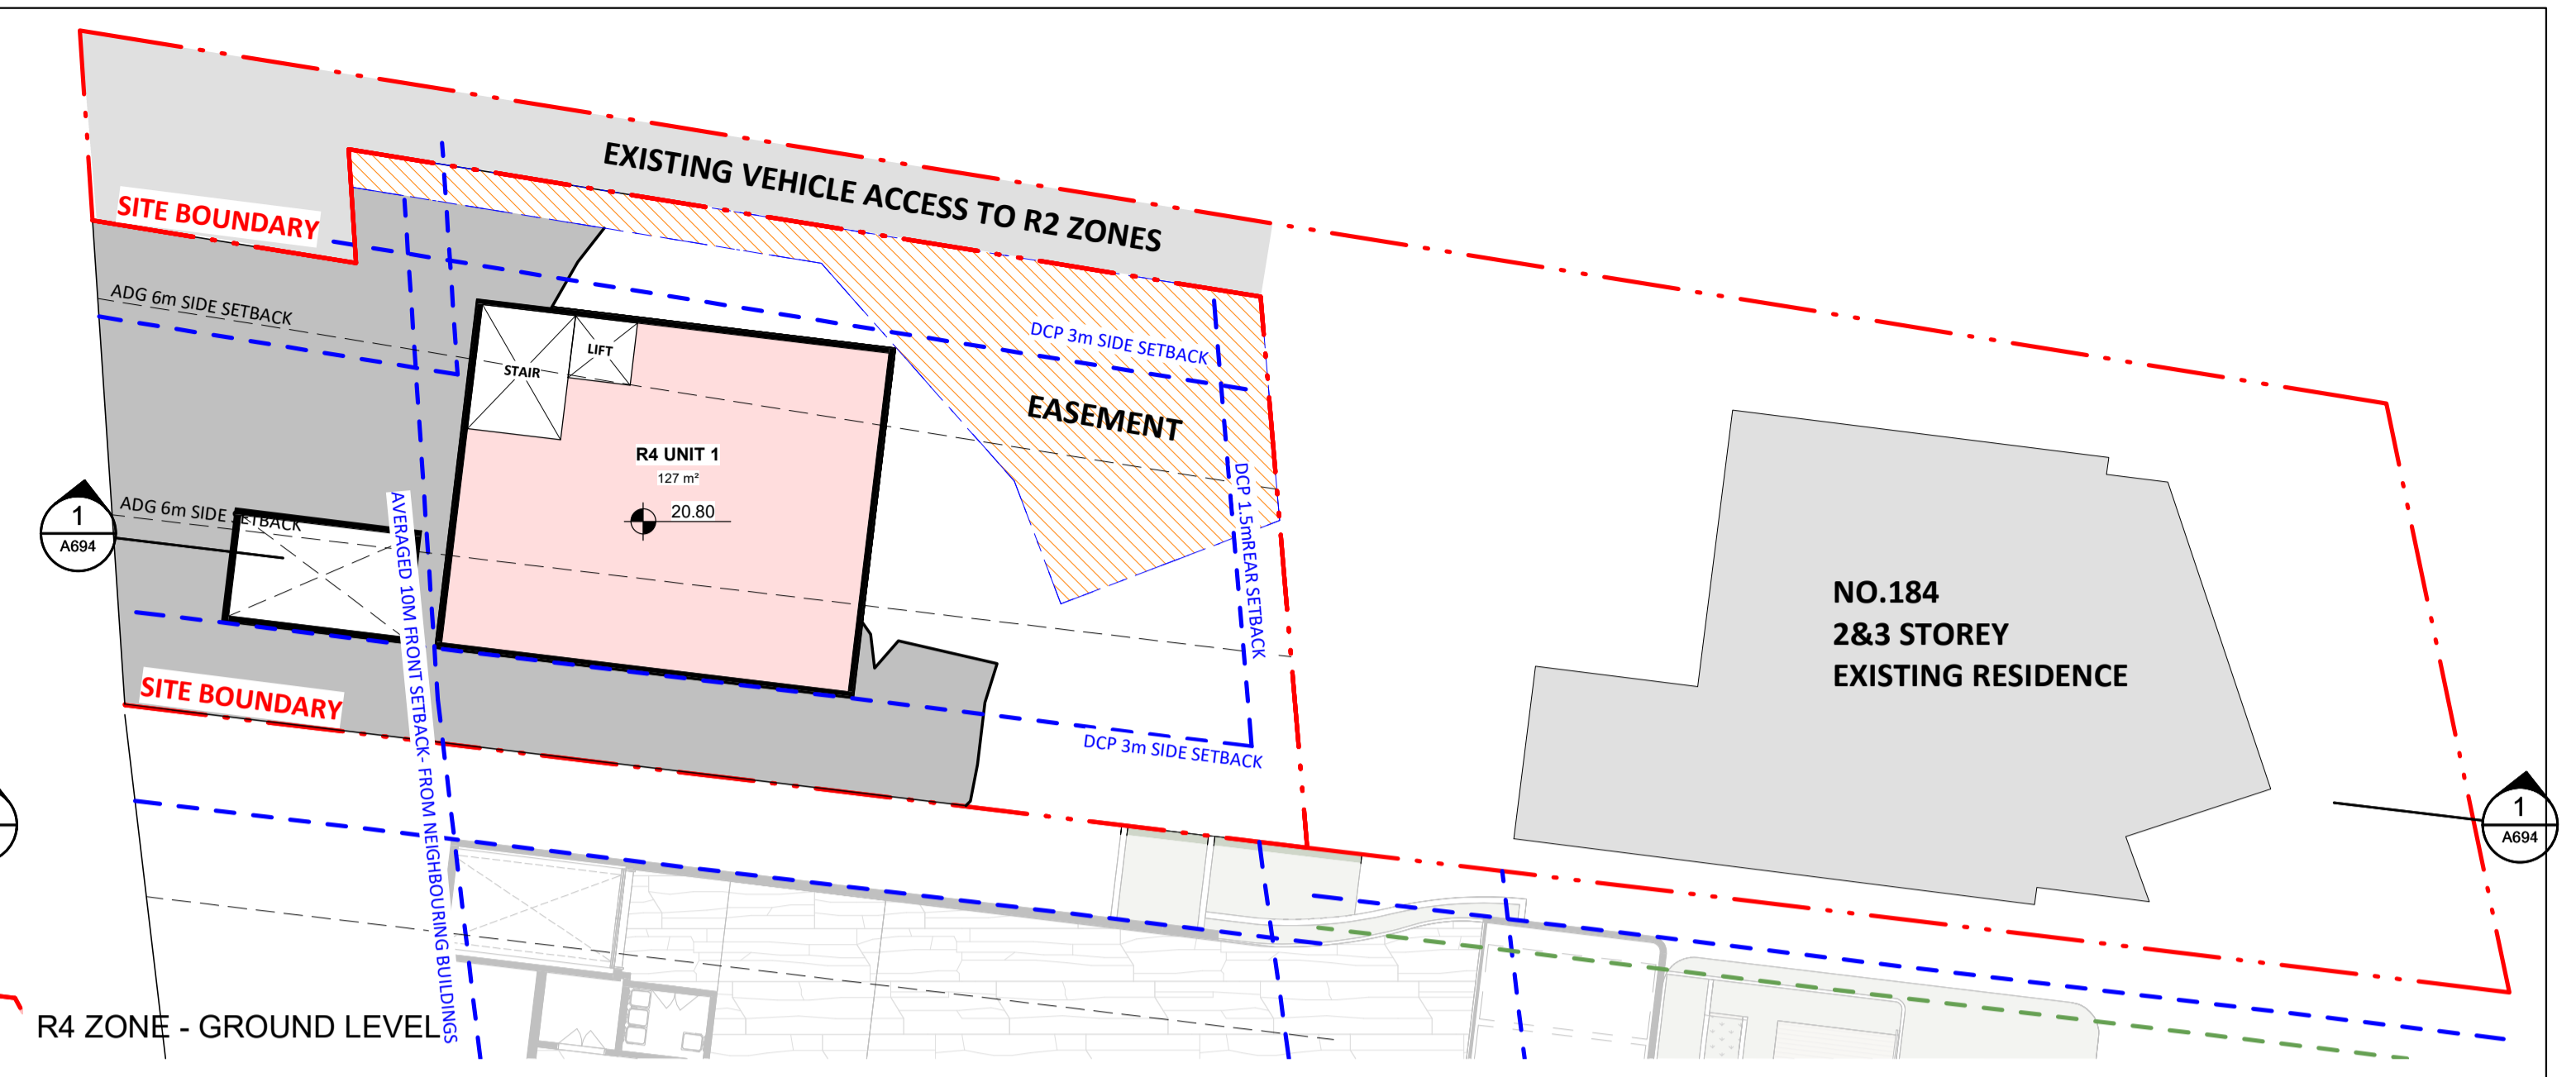 EXISTING VEHICLE ACCESS TO R2 ZONES
SITE BOUNDARY
ADG 6m SIDE SETBACK
DCP 3m SIDE SETBACK
LIFT
STAIR
EASEMENT
R4 UNIT 1
127 m²
20.80
1
A694
ADG 6m SIDE SETBACK
AVERAGED 10M FRONT SETBACK- FROM NEIGHBOURING BUILDINGS
DCP 1.5mREAR SETBACK
NO.184
2&3 STOREY
EXISTING RESIDENCE
SITE BOUNDARY
DCP 3m SIDE SETBACK
1
A694
R4 ZONE - GROUND LEVEL